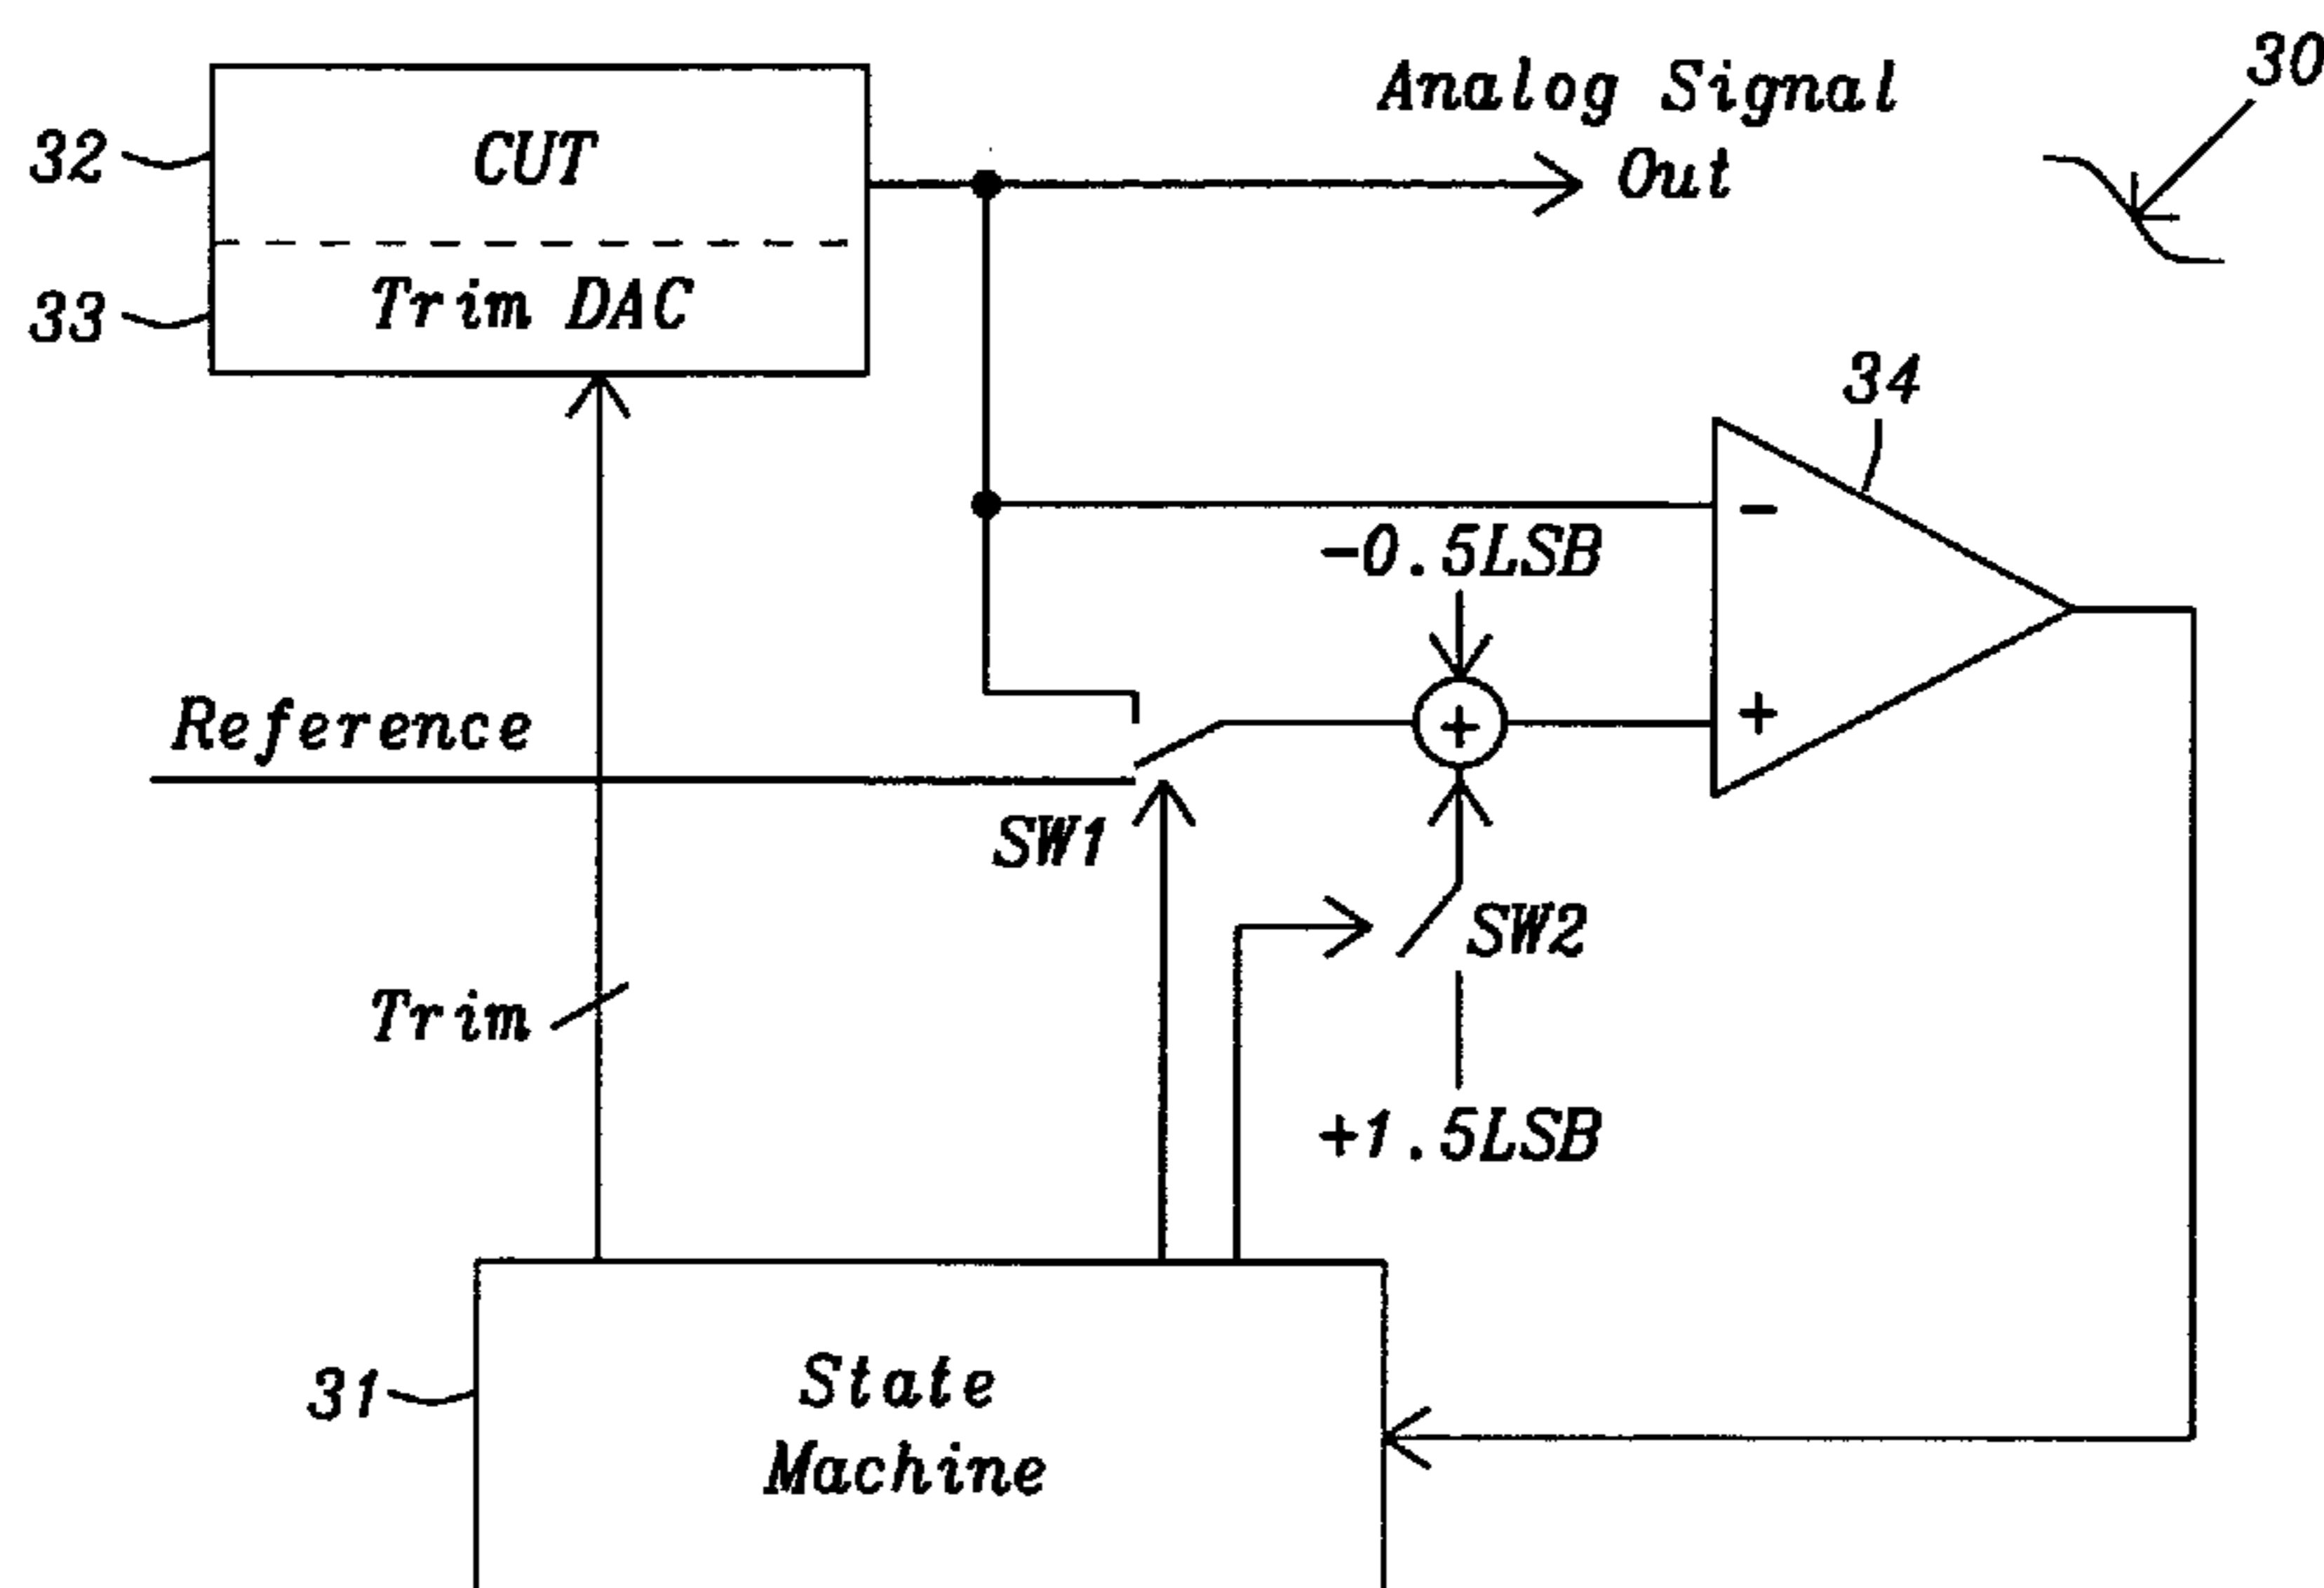 30
Analog Signal
Out
32
CUT
33
Trim DAC
34
-
-0.5LSB
+
+
Reference
SW1
SW2
Trim
+1.5LSB
31
State
Machine